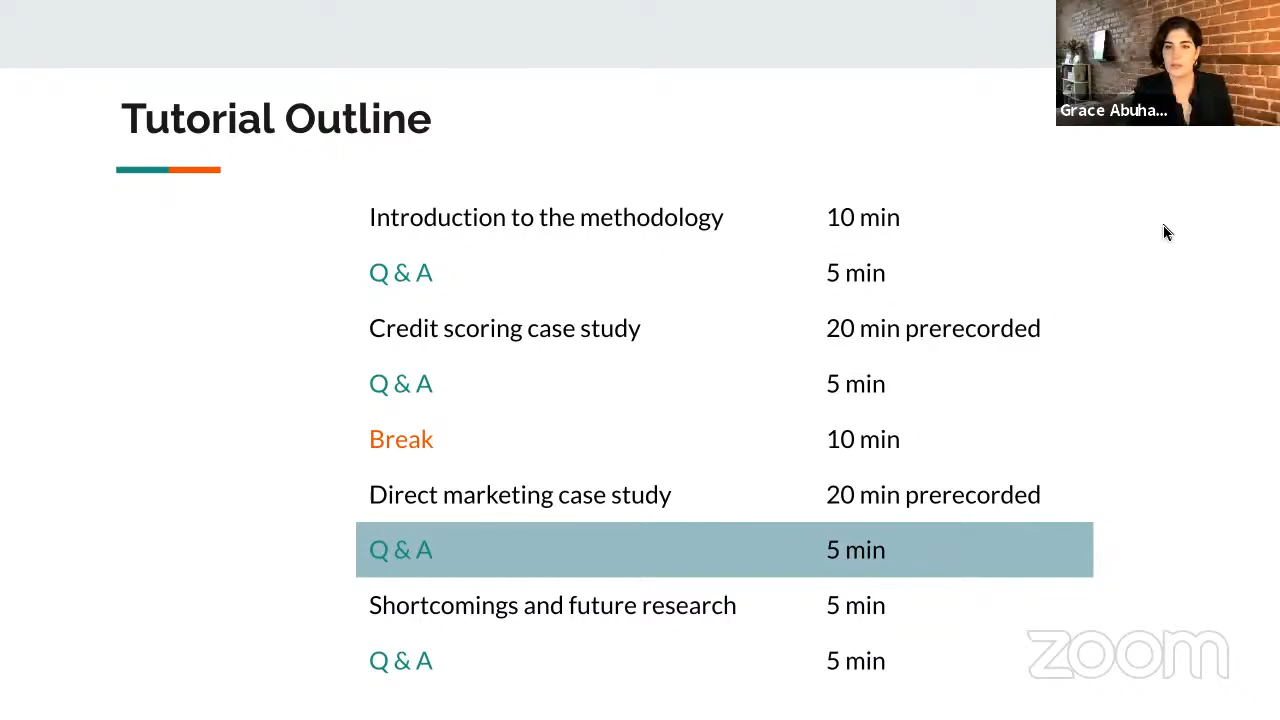 Grace Abuha...
Tutorial Outline
Introduction to the methodology 10 min
Q & A 5 min
Credit scoring case study 20 min prerecorded
Q & A 5 min
Break 10 min
Direct marketing case study 20 min prerecorded
Q & A 5 min
Shortcomings and future research 5 min
Q & A 5 min
zoom